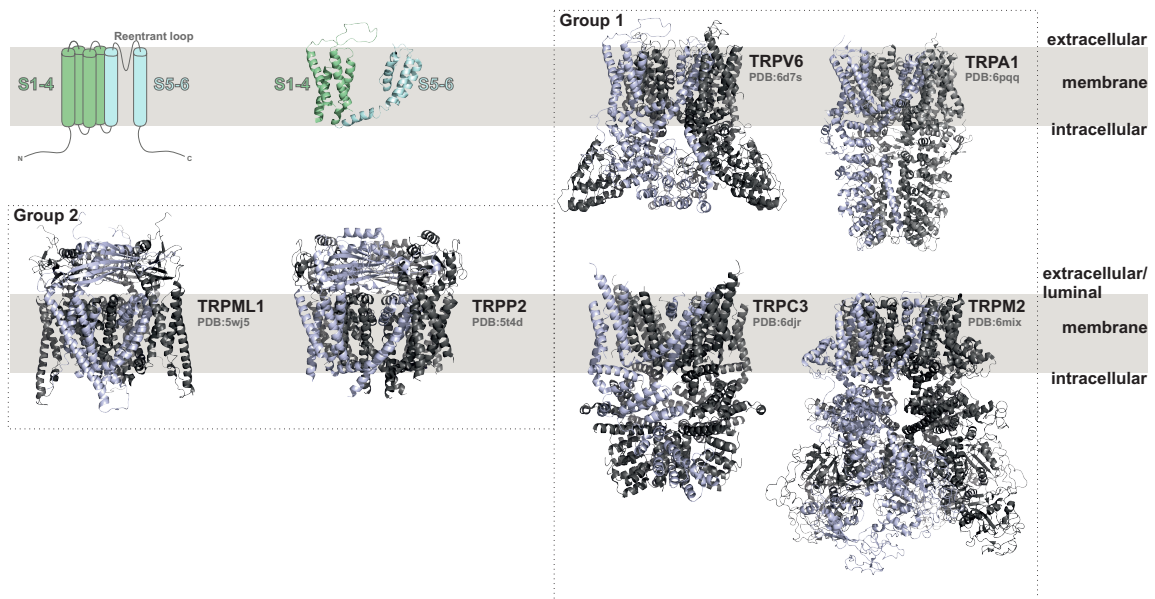 Reentrant loop
S1-4
S5-6
N
C
S1-4
S5-6
Group 1
TRPV6
PDB:6d7s
TRPA1
PDB:6pqq
extracellular
membrane
intracellular
Group 2
TRPML1
PDB:5wj5
TRPP2
PDB:5t4d
TRPC3
PDB:6djr
TRPM2
PDB:6mix
extracellular/
luminal
membrane
intracellular